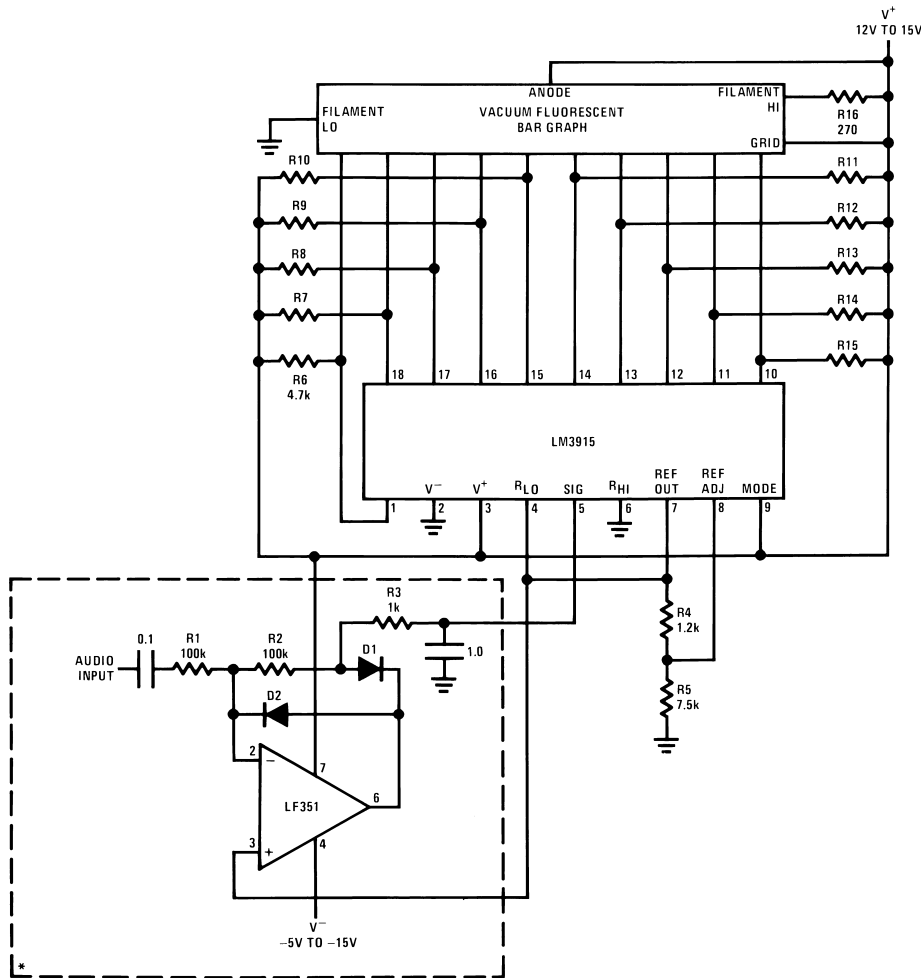 V+
12V TO 15V
ANODE
FILAMENT
LO
VACUUM FLUORESCENT
BAR GRAPH
FILAMENT
HI
GRID
R16
270
R10
R11
R9
R12
R8
R13
R7
R14
R6
4.7k
R15
18
17
16
15
14
13
12
11
10
LM3915
V−
V+
RLO
SIG
RHI
REF
OUT
REF
ADJ
MODE
1
2
3
4
5
6
7
8
9
R3
1k
R4
1.2k
0.1
R1
100k
R2
100k
D1
1.0
AUDIO
INPUT
D2
R5
7.5k
2
−
7
LF351
6
3
+
4
V−
−5V TO −15V
*